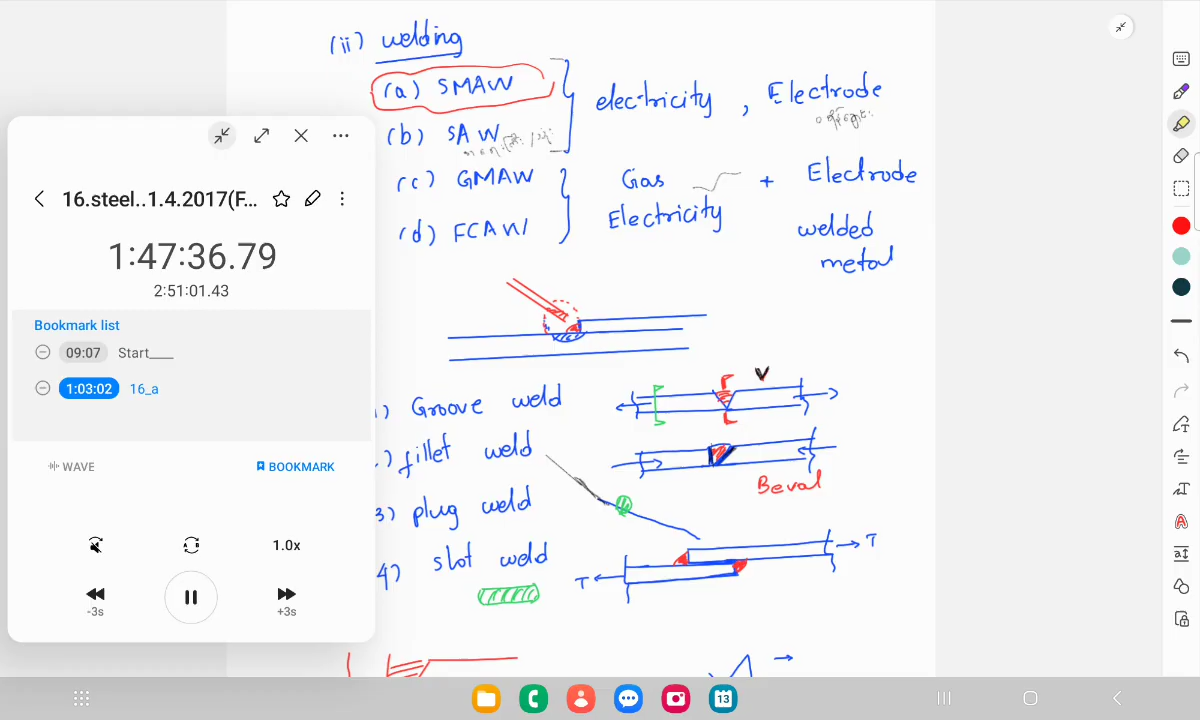 (ii) welding
(a) SMAW
electricity, Electrode
(b) SAW
(c) GMAW
Gas + Electrode
Electricity
(d) FCAW
welded
metal
16.steel..1.4.2017(F...
1:47:36.79
2:51:01.43
Bookmark list
09:07 Start____
1:03:02 16_a
WAVE
BOOKMARK
1.0x
-3s
+3s
1) Groove weld
V
fillet weld
Beval
3) plug weld
4) slot weld
T
T
13